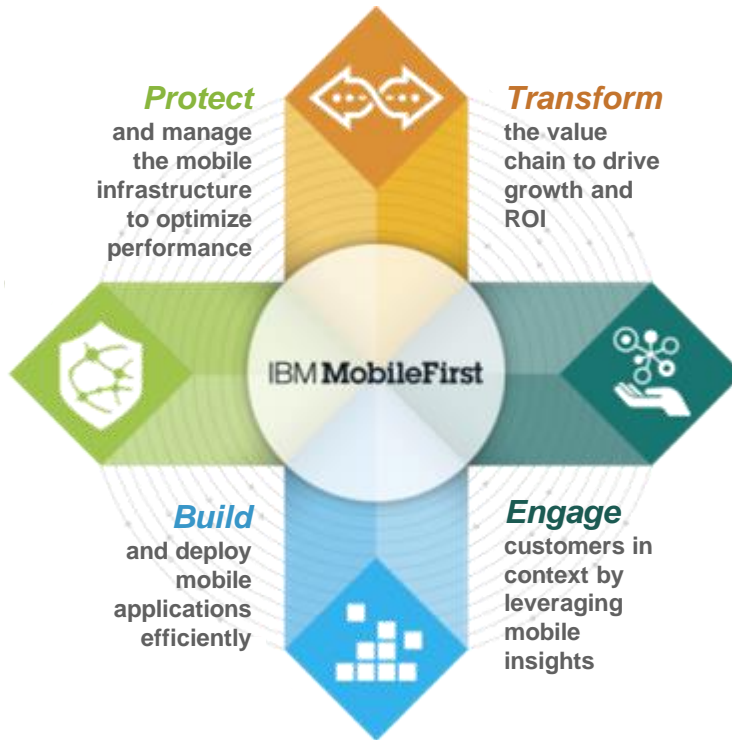 Protect
and manage
the mobile
infrastructure
to optimize
performance
Transform
the value
chain to drive
growth and
ROI
IBM MobileFirst
Build
and deploy
mobile
applications
efficiently
Engage
customers in
context by
leveraging
mobile
insights